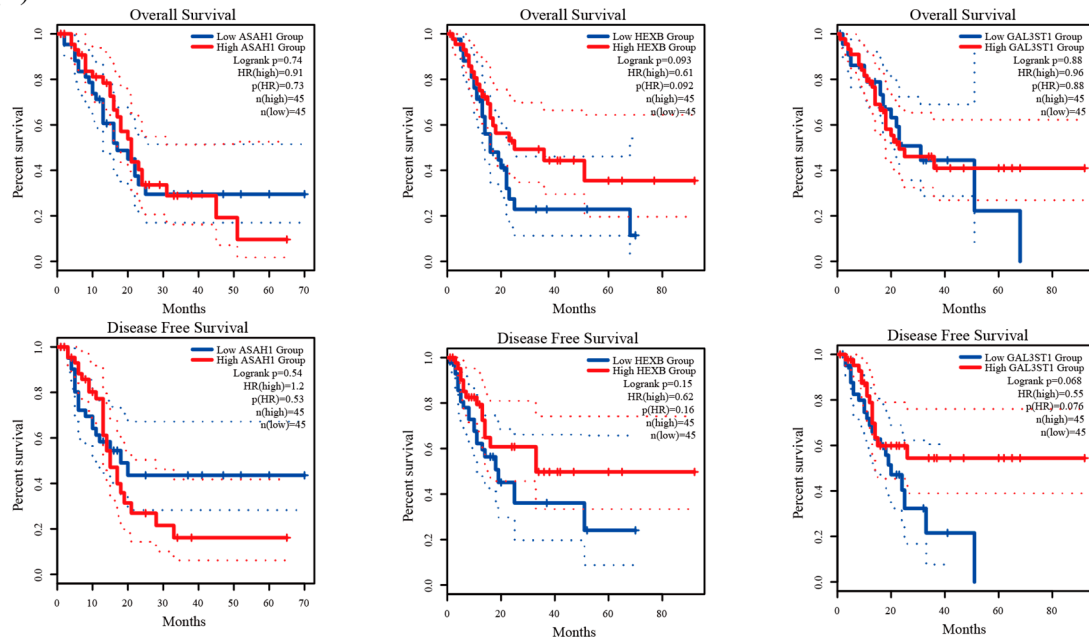 Overall Survival
Low ASAH1 Group
High ASAH1 Group
Logrank p=0.74
HR(high)=0.91
p(HR)=0.73
n(high)=45
n(low)=45
Percent survival
0.0 0.2 0.4 0.6 0.8 1.0
0 10 20 30 40 50 60 70
Months
Overall Survival
Low HEXB Group
High HEXB Group
Logrank p=0.093
HR(high)=0.61
p(HR)=0.092
n(high)=45
n(low)=45
Percent survival
0.0 0.2 0.4 0.6 0.8 1.0
0 20 40 60 80
Months
Overall Survival
Low GAL3ST1 Group
High GAL3ST1 Group
Logrank p=0.88
HR(high)=0.96
p(HR)=0.88
n(high)=45
n(low)=45
Percent survival
0.0 0.2 0.4 0.6 0.8 1.0
0 20 40 60 80
Months
Disease Free Survival
Low ASAH1 Group
High ASAH1 Group
Logrank p=0.54
HR(high)=1.2
p(HR)=0.53
n(high)=45
n(low)=45
Percent survival
0.0 0.2 0.4 0.6 0.8 1.0
0 10 20 30 40 50 60 70
Months
Disease Free Survival
Low HEXB Group
High HEXB Group
Logrank p=0.15
HR(high)=0.62
p(HR)=0.16
n(high)=45
n(low)=45
Percent survival
0.0 0.2 0.4 0.6 0.8 1.0
0 20 40 60 80
Months
Disease Free Survival
Low GAL3ST1 Group
High GAL3ST1 Group
Logrank p=0.068
HR(high)=0.55
p(HR)=0.076
n(high)=45
n(low)=45
Percent survival
0.0 0.2 0.4 0.6 0.8 1.0
0 20 40 60 80
Months